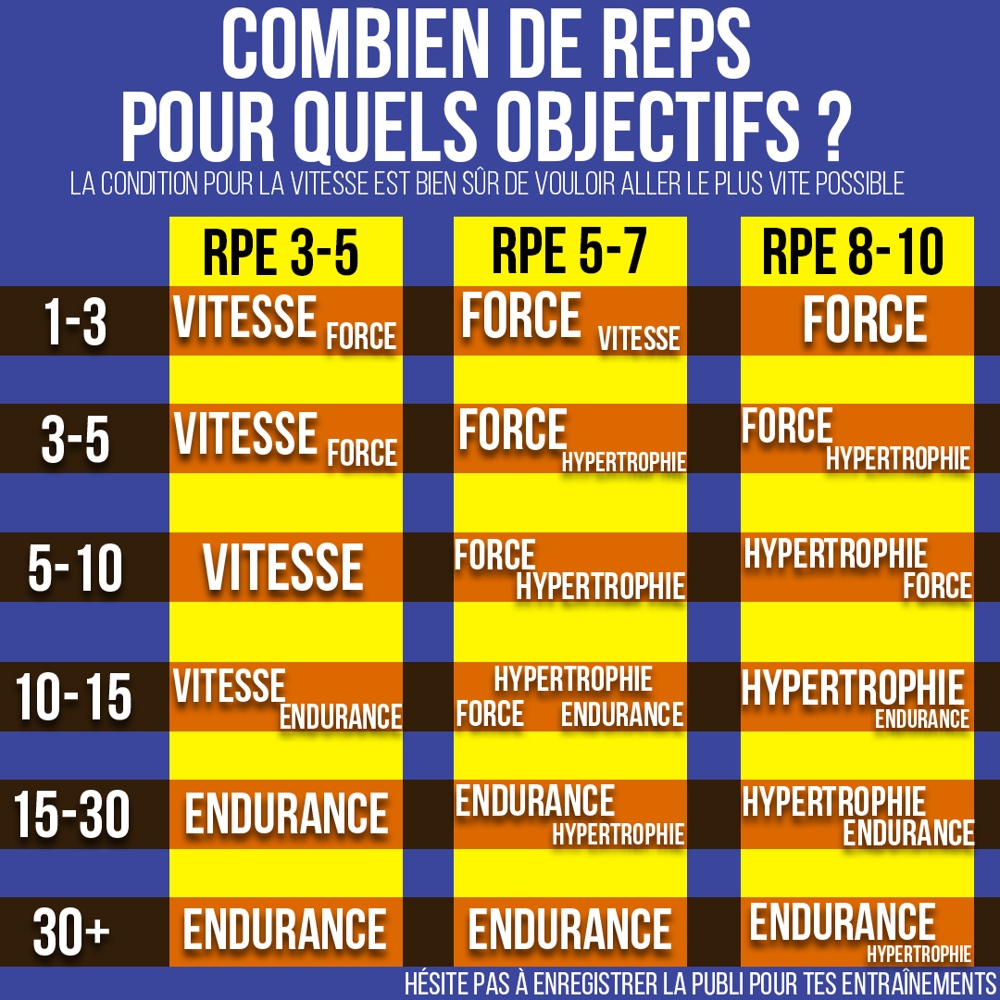 COMBIEN DE REPS
POUR QUELS OBJECTIFS ?
LA CONDITION POUR LA VITESSE EST BIEN SÛR DE VOULOIR ALLER LE PLUS VITE POSSIBLE
RPE 3-5 RPE 5-7 RPE 8-10
1-3 VITESSE FORCE FORCE VITESSE FORCE
3-5 VITESSE FORCE FORCE HYPERTROPHIE FORCE HYPERTROPHIE
5-10 VITESSE FORCE HYPERTROPHIE HYPERTROPHIE FORCE
10-15 VITESSE ENDURANCE HYPERTROPHIE FORCE ENDURANCE HYPERTROPHIE ENDURANCE
15-30 ENDURANCE ENDURANCE HYPERTROPHIE HYPERTROPHIE ENDURANCE
30+ ENDURANCE ENDURANCE ENDURANCE HYPERTROPHIE
HÉSITE PAS À ENREGISTRER LA PUBLI POUR TES ENTRAÎNEMENTS